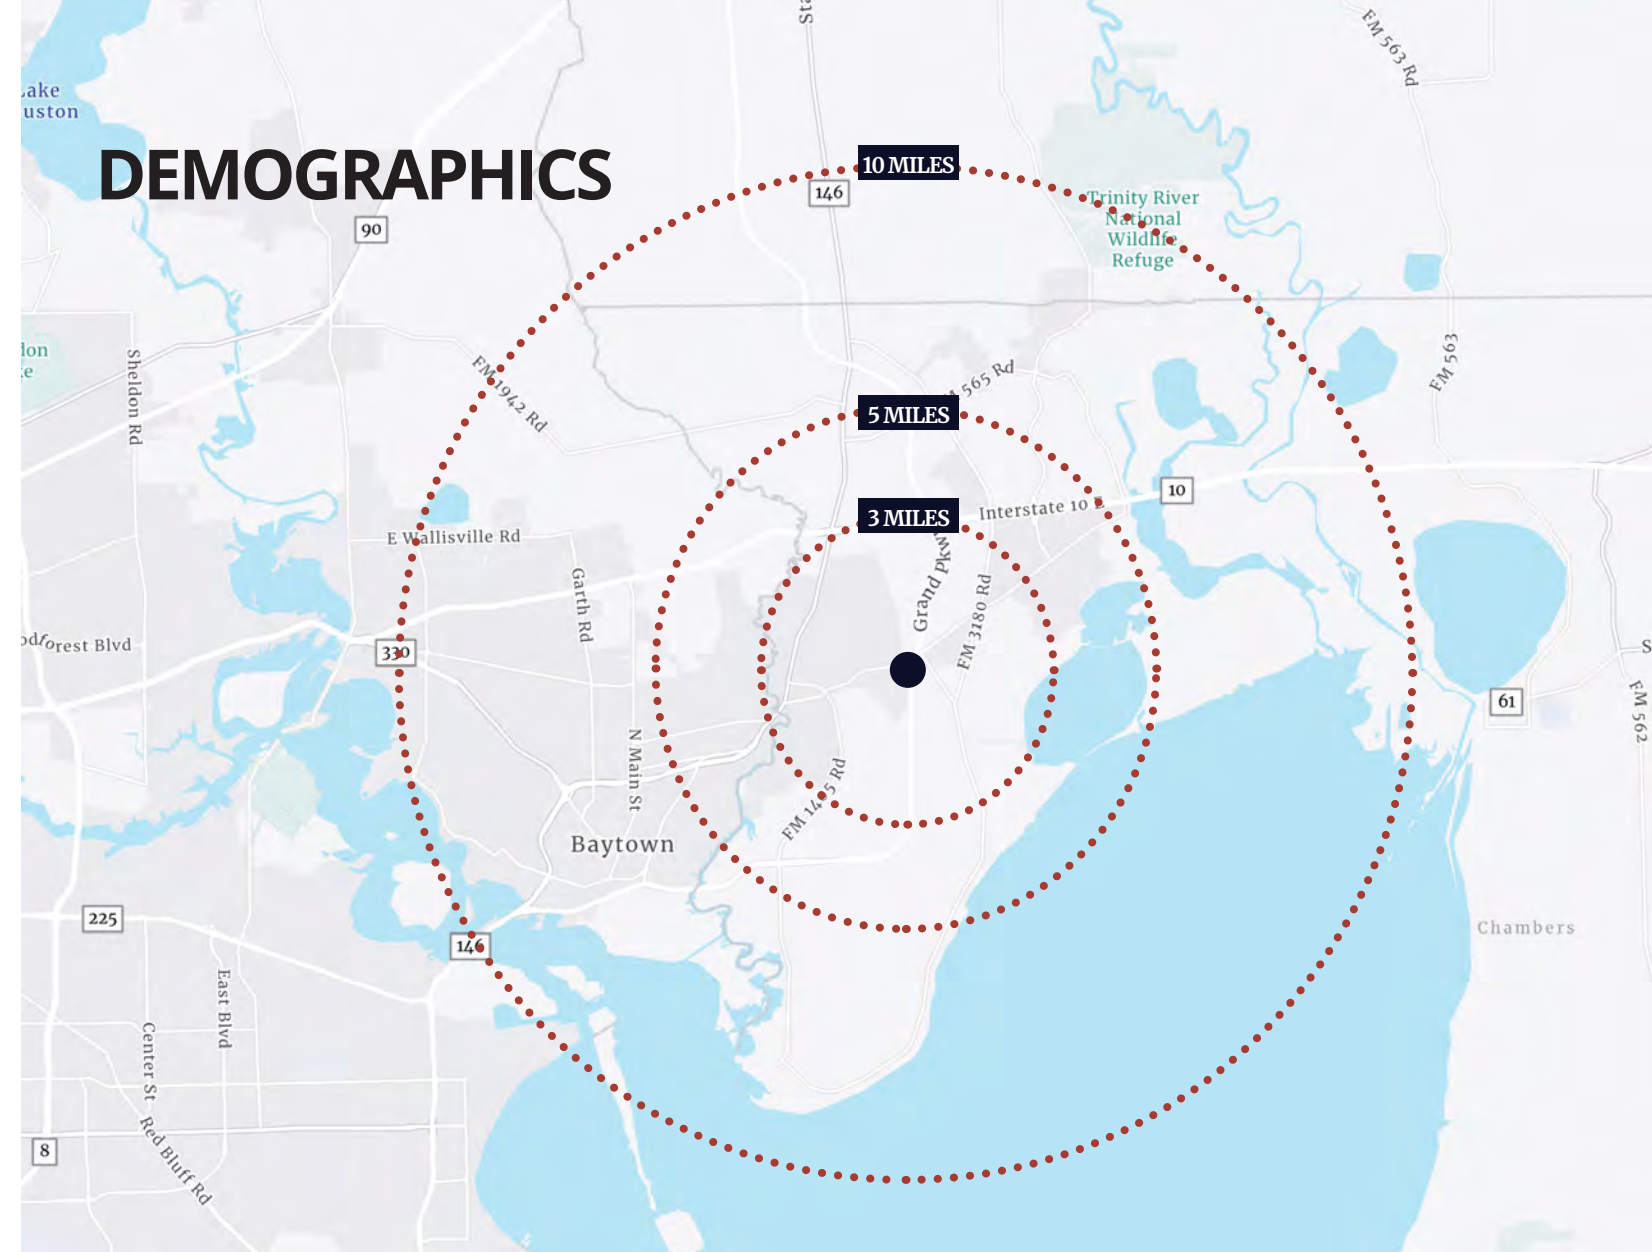 FM 563 Rd
DEMOGRAPHICS
10 MILES
146
90
Trinity River
National
Wildlife
Refuge
Sheldon Rd
FM 1942 Rd
565 Rd
FM 563
5 MILES
10
3 MILES
Interstate 10 E
E Wallisville Rd
Garth Rd
Grand
FM 3180 Rd
330
61
FM 562
N Main St
FM 1405 Rd
Baytown
225
146
Chambers
East Blvd
Center St
8
Red Bluff Rd